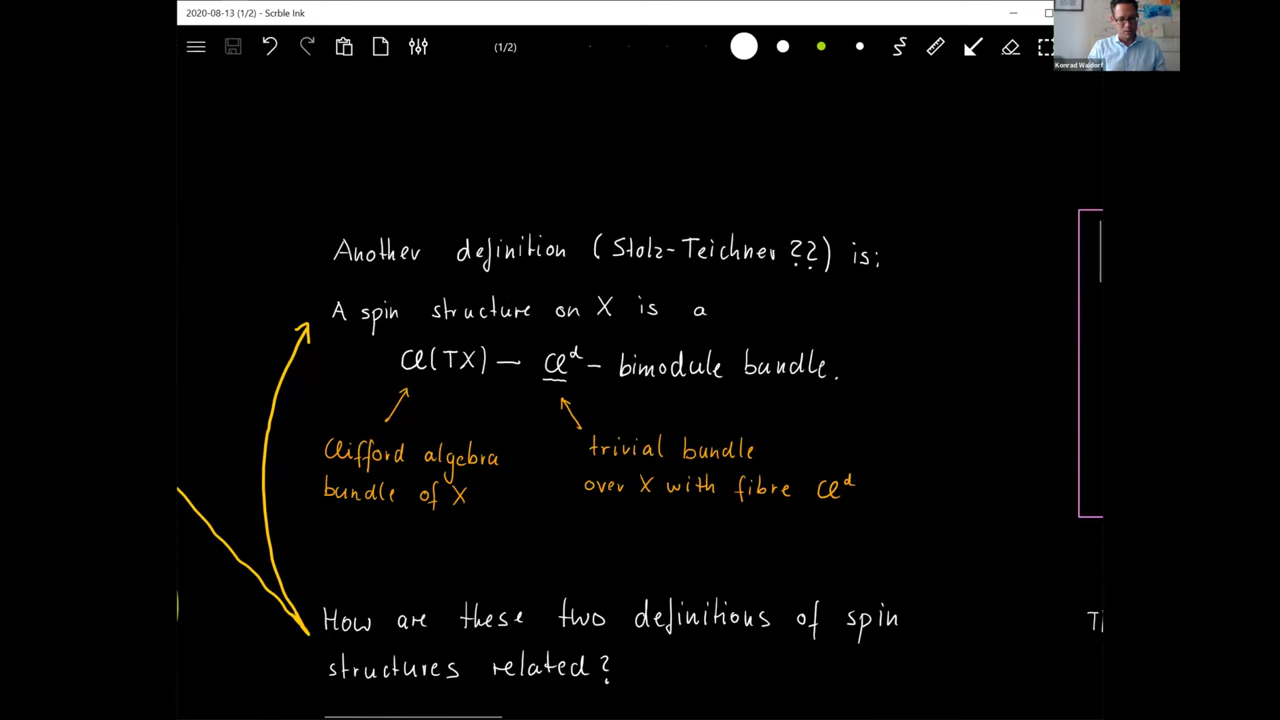 2020-08-13 (1/2) - Scrble Ink
(1/2)
Konrad Waldorf
Another definition (Stolz-Teichner ??) is:
A spin structure on X is a
Cl(TX) — Cl^d - bimodule bundle.
Clifford algebra
bundle of X
trivial bundle
over X with fibre Cl^d
How are these two definitions of spin
structures related?